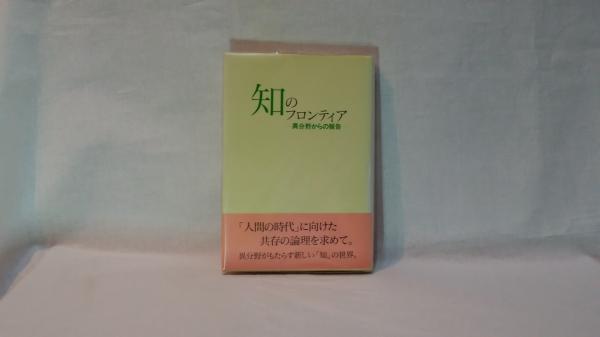 知のフロンティア
異分野からの報告
「人間の時代」に向けた
共存の論理を求めて。
異分野がもたらす新しい「知」の世界。